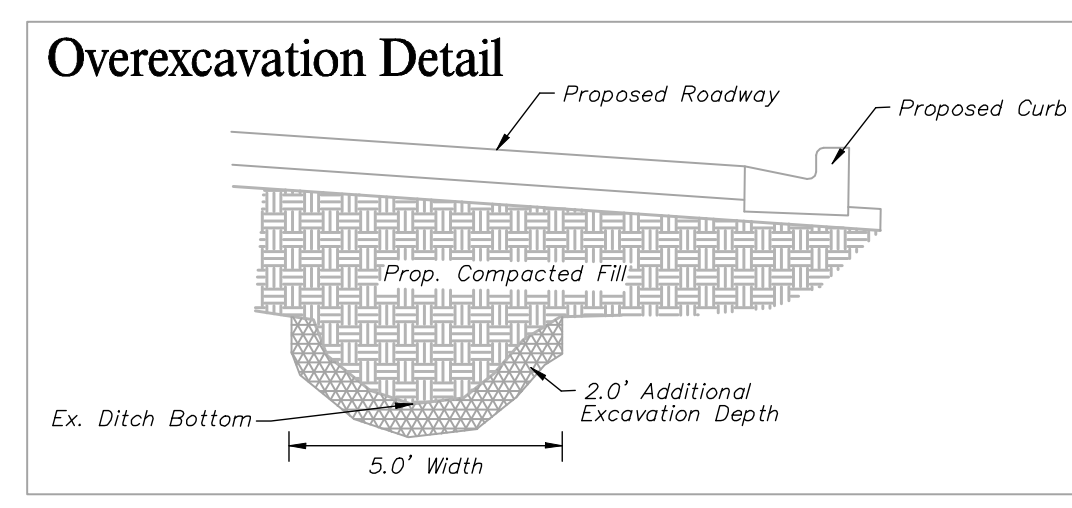 Overexcavation Detail
Proposed Roadway
Proposed Curb
Prop. Compacted Fill
2.0' Additional
Excavation Depth
Ex. Ditch Bottom
5.0' Width